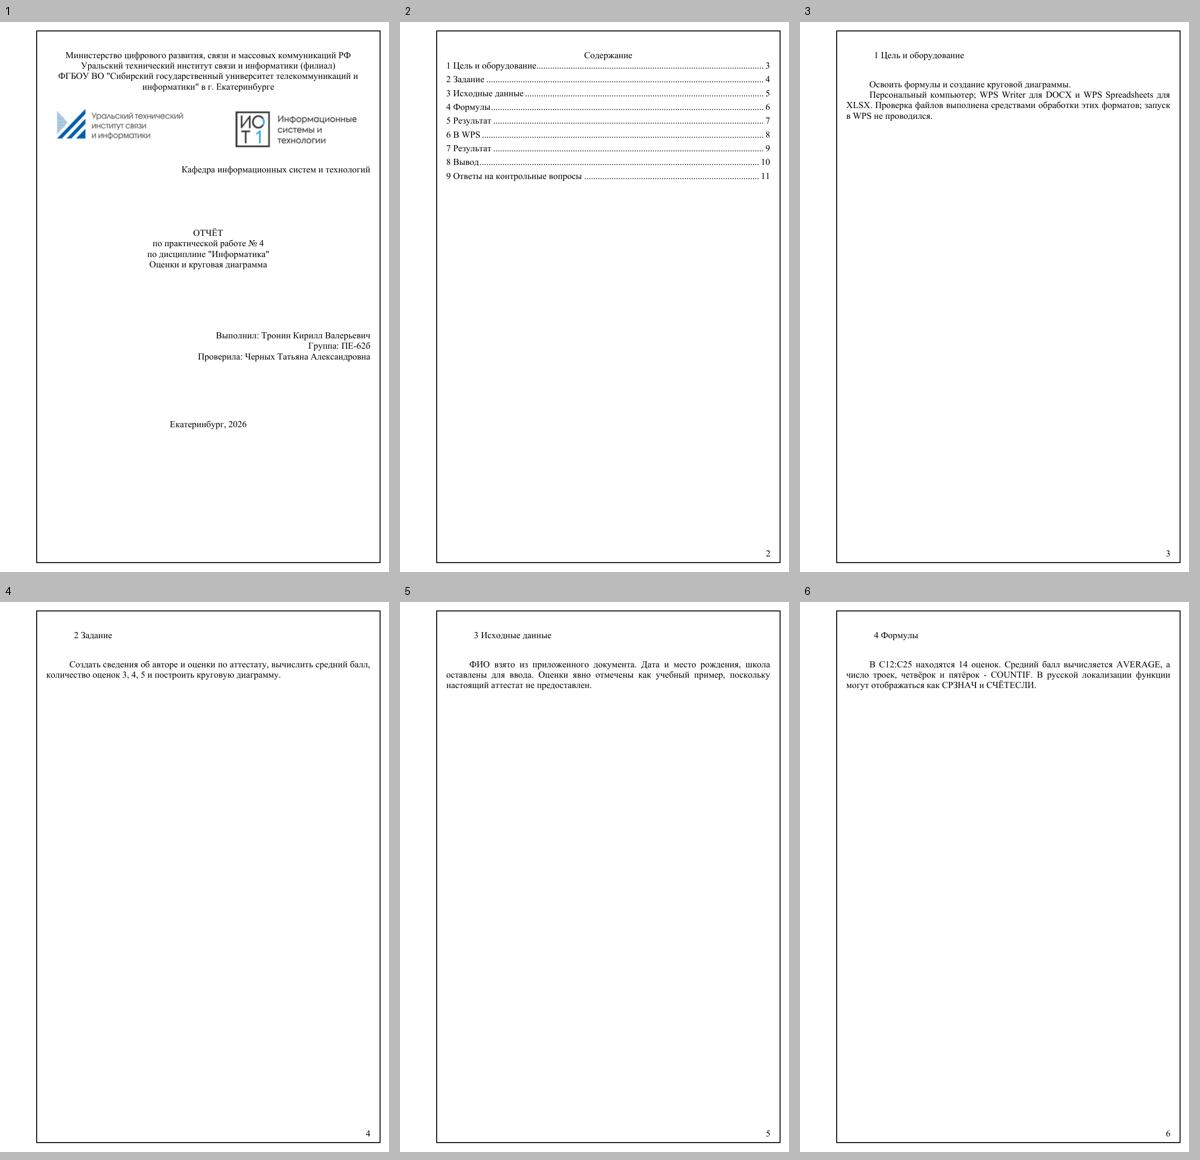 1
Министерство цифрового развития, связи и массовых коммуникаций РФ
Уральский технический институт связи и информатики (филиал)
ФГБОУ ВО "Сибирский государственный университет телекоммуникаций и
информатики" в г. Екатеринбурге
Уральский технический
институт связи
и информатики
ИО
Т 1
Информационные
системы и
технологии
Кафедра информационных систем и технологий
ОТЧЁТ
по практической работе № 4
по дисциплине "Информатика"
Оценки и круговая диаграмма
Выполнил: Тронин Кирилл Валерьевич
Группа: ПЕ-62б
Проверила: Черных Татьяна Александровна
Екатеринбург, 2026
2
Содержание
1 Цель и оборудование.......... 3
2 Задание .......... 4
3 Исходные данные .......... 5
4 Формулы.......... 6
5 Результат .......... 7
6 В WPS .......... 8
7 Результат .......... 9
8 Вывод.......... 10
9 Ответы на контрольные вопросы .......... 11
2
3
1 Цель и оборудование
Освоить формулы и создание круговой диаграммы.
Персональный компьютер; WPS Writer для DOCX и WPS Spreadsheets для
XLSX. Проверка файлов выполнена средствами обработки этих форматов; запуск
в WPS не проводился.
3
4
2 Задание
Создать сведения об авторе и оценки по аттестату, вычислить средний балл,
количество оценок 3, 4, 5 и построить круговую диаграмму.
4
5
3 Исходные данные
ФИО взято из приложенного документа. Дата и место рождения, школа
оставлены для ввода. Оценки явно отмечены как учебный пример, поскольку
настоящий аттестат не предоставлен.
5
6
4 Формулы
В C12:C25 находятся 14 оценок. Средний балл вычисляется AVERAGE, а
число троек, четвёрок и пятёрок - COUNTIF. В русской локализации функции
могут отображаться как СРЗНАЧ и СЧЁТЕСЛИ.
6